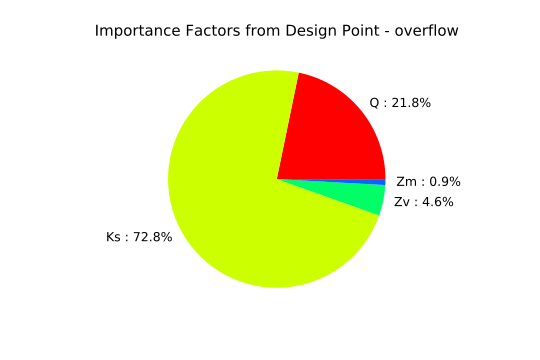 Importance Factors from Design Point - overflow
Q : 21.8%
Zm : 0.9%
Zv : 4.6%
Ks : 72.8%